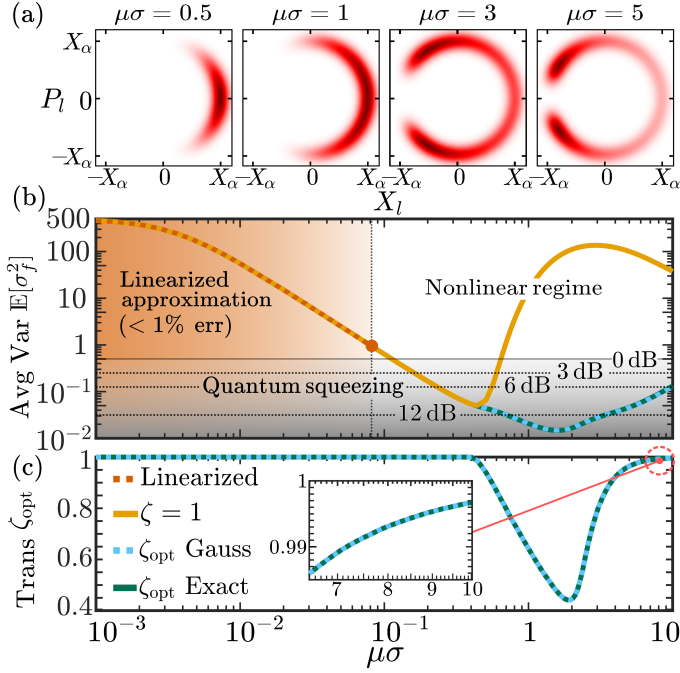 (a) μσ = 0.5 μσ = 1 μσ = 3 μσ = 5
X_α
P_l 0
−X_α
−X_α 0 X_α −X_α 0 X_α −X_α 0 X_α −X_α 0 X_α
X_l
(b)
Avg Var 𝔼[σ_f^2]
500
100
10
1
10^−1
10^−2
Linearized
approximation
(< 1% err)
Nonlinear regime
Quantum squeezing
0 dB
3 dB
6 dB
12 dB
(c)
Trans ζ_opt
1
0.8
0.6
0.4
Linearized
ζ = 1
ζ_opt Gauss
ζ_opt Exact
1
0.99
7 8 9 10
10^−3 10^−2 10^−1 1 10
μσ